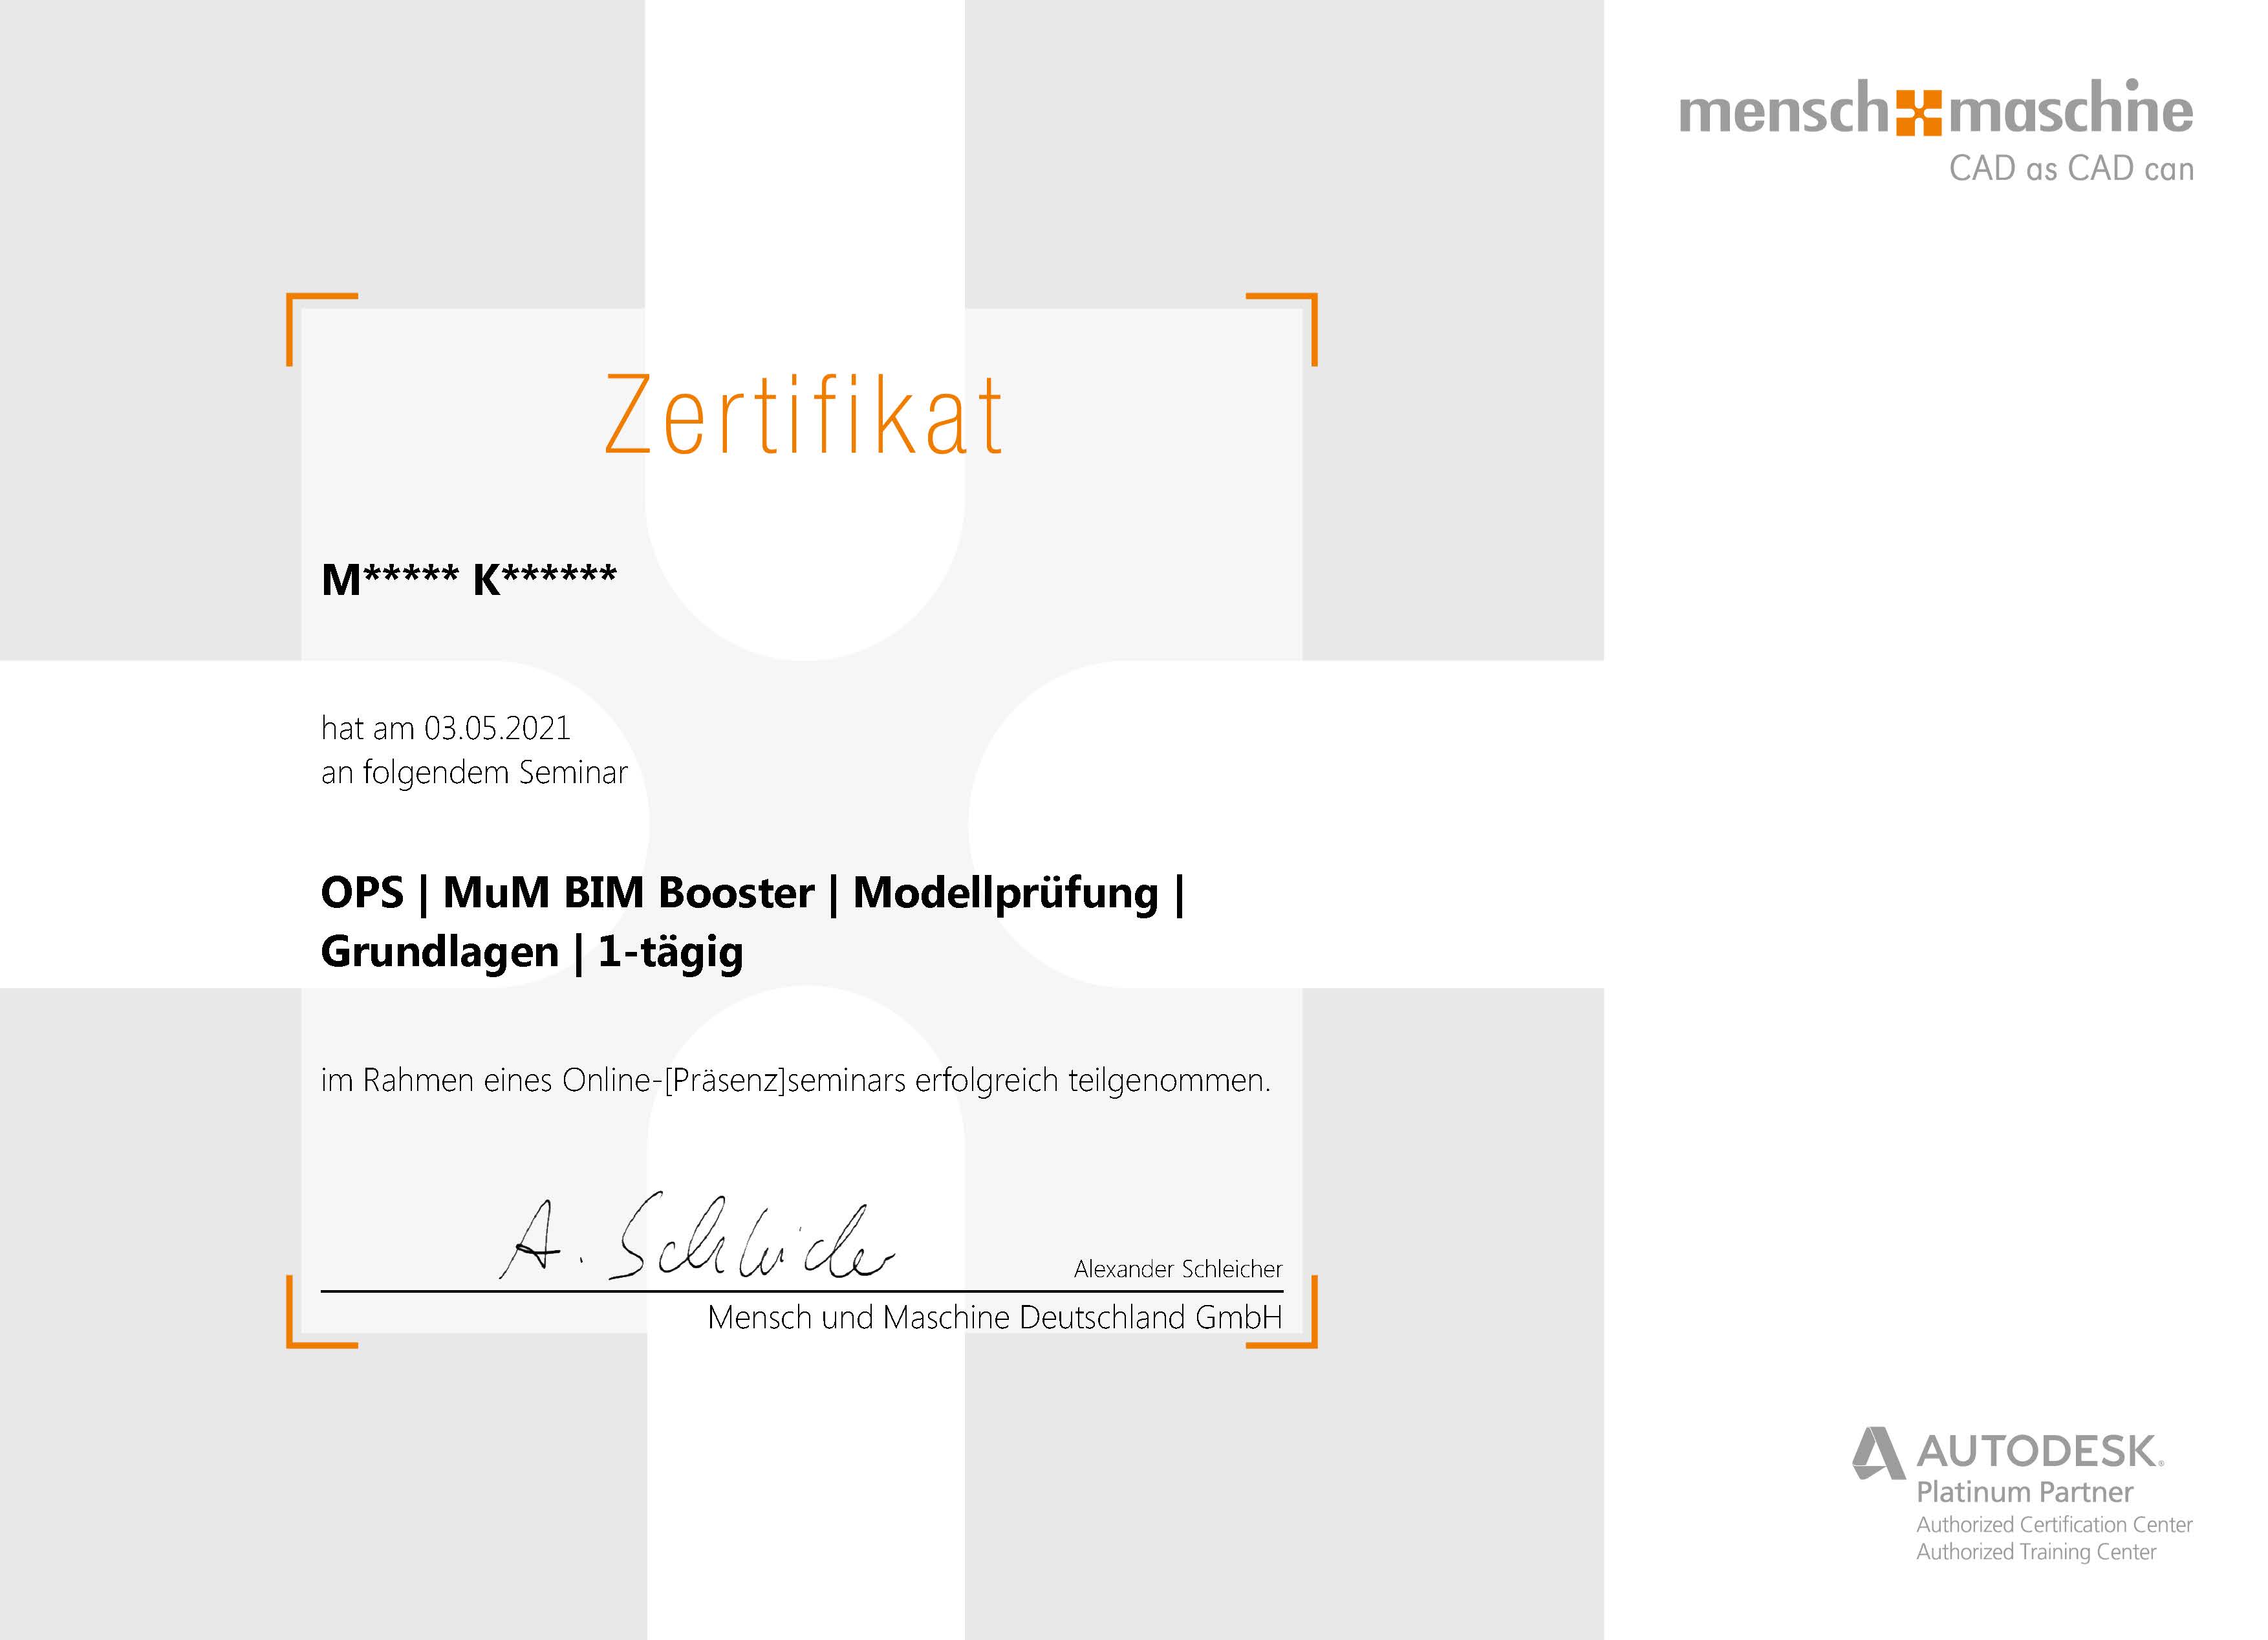 mensch maschine
CAD as CAD can
Zertifikat
M***** K******
hat am 03.05.2021
an folgendem Seminar
OPS | MuM BIM Booster | Modellprüfung |
Grundlagen | 1-tägig
im Rahmen eines Online-[Präsenz]seminars erfolgreich teilgenommen.
A. Schleicher
Alexander Schleicher
Mensch und Maschine Deutschland GmbH
AUTODESK®
Platinum Partner
Authorized Certification Center
Authorized Training Center